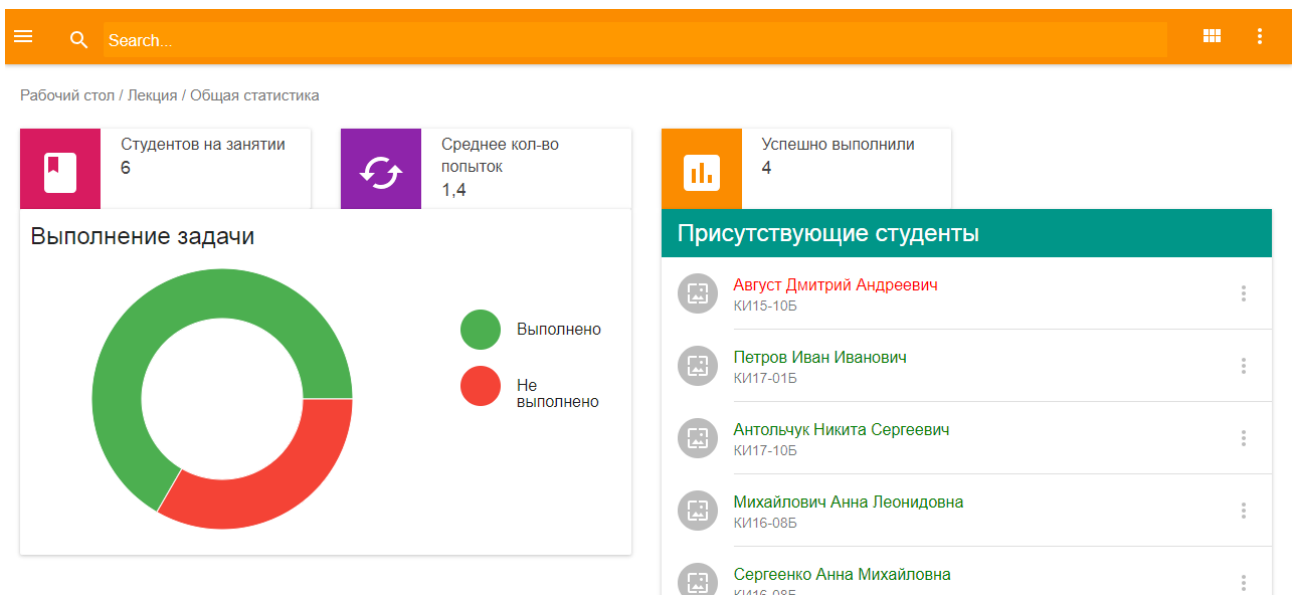 Search...
Рабочий стол / Лекция / Общая статистика
Студентов на занятии
6
Среднее кол-во
попыток
1,4
Успешно выполнили
4
Выполнение задачи
Выполнено
Не
выполнено
Присутствующие студенты
Август Дмитрий Андреевич
КИ15-10Б
Петров Иван Иванович
КИ17-01Б
Антольчук Никита Сергеевич
КИ17-10Б
Михайлович Анна Леонидовна
КИ16-08Б
Сергеенко Анна Михайловна
КИ16-08Б